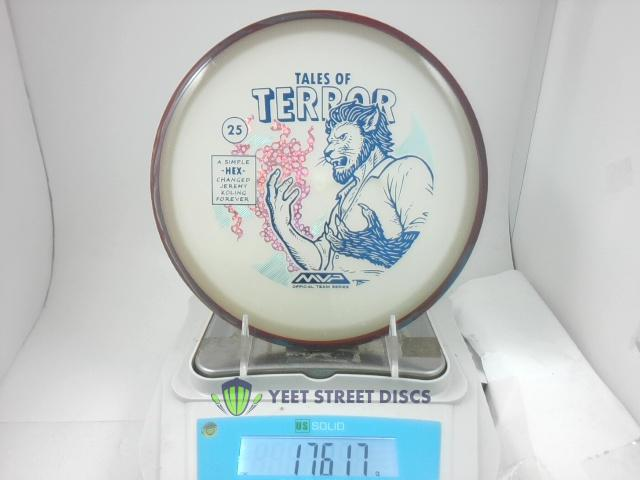 TALES OF
TERROR
25
A SIMPLE
-HEX-
CHANGED
JEREMY
KOLING
FOREVER
MVP
OFFICIAL TEAM SERIES
YEET STREET DISCS
US SOLID
176.17 g